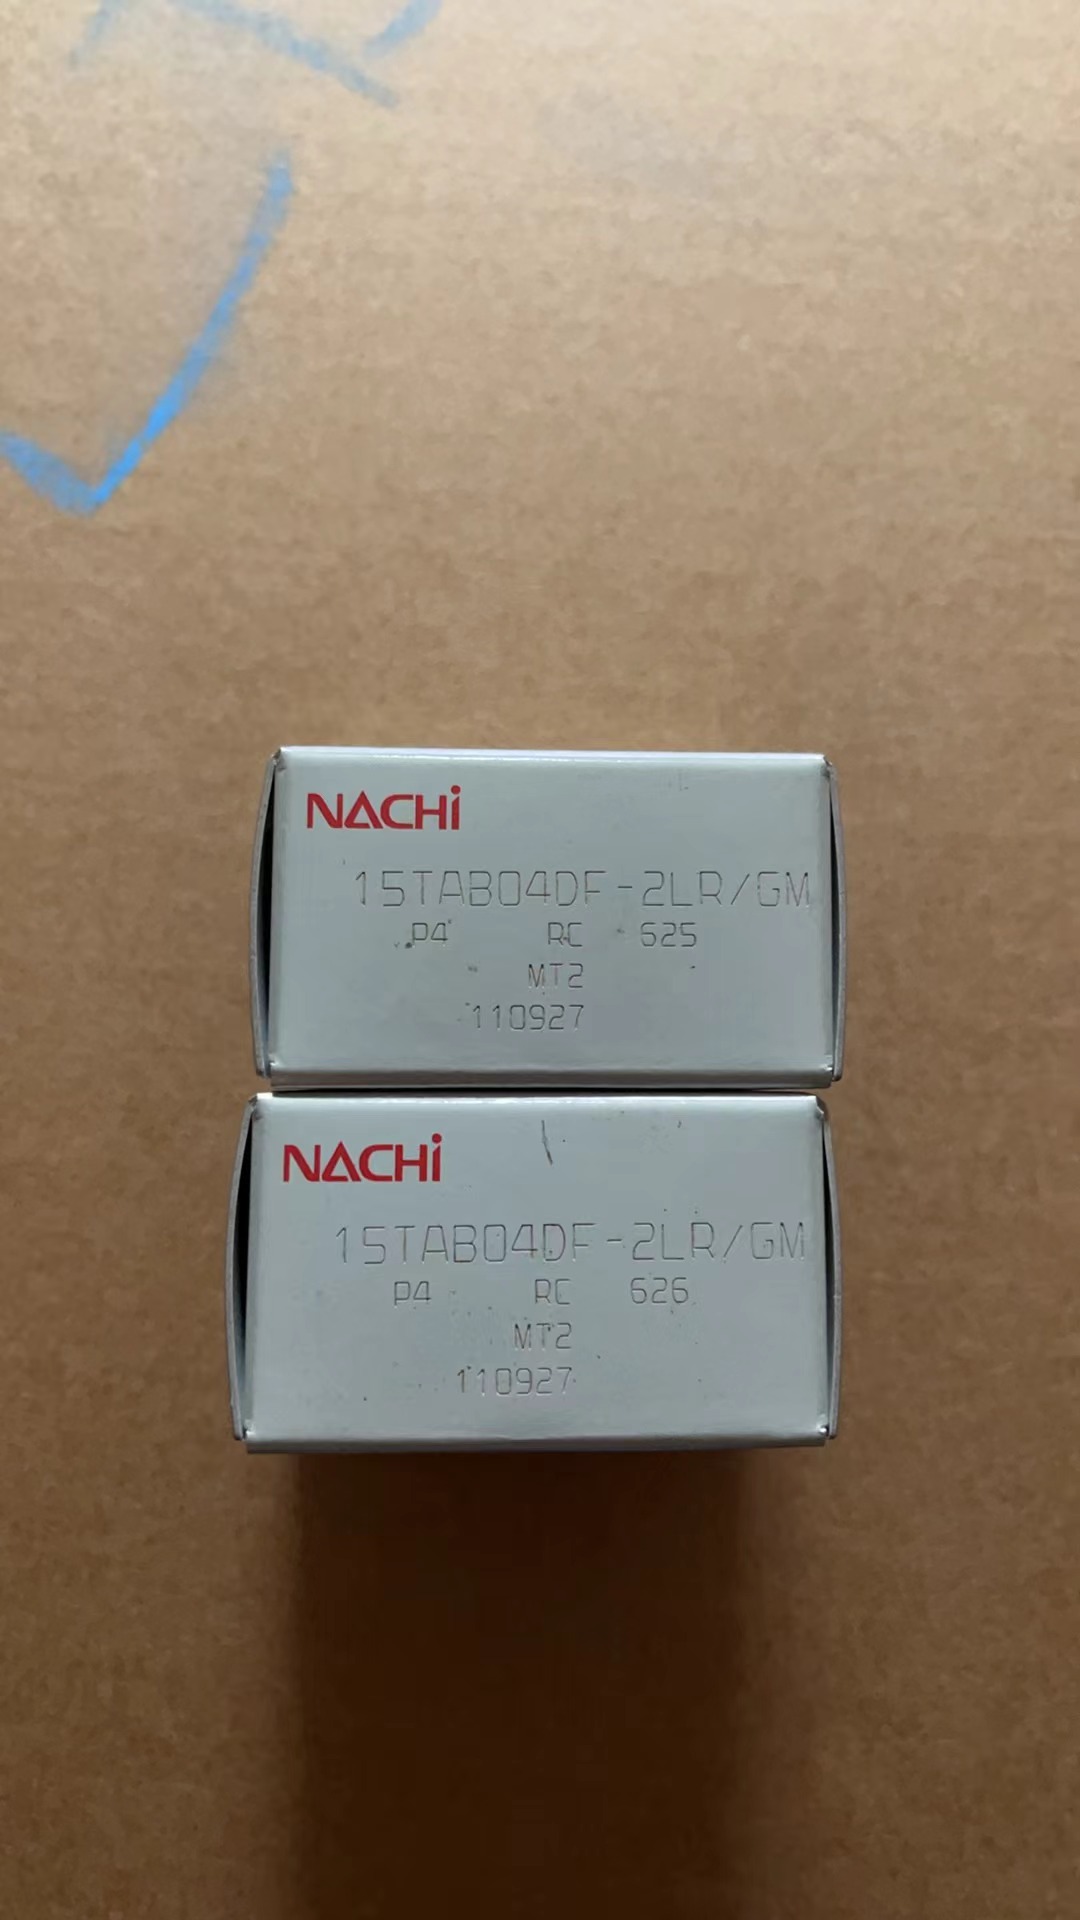 NACHi
15TAB04DF-2LR/GM
P4 RC 625
MT2
110927
NACHi
15TAB04DF-2LR/GM
P4 RC 626
MT2
110927